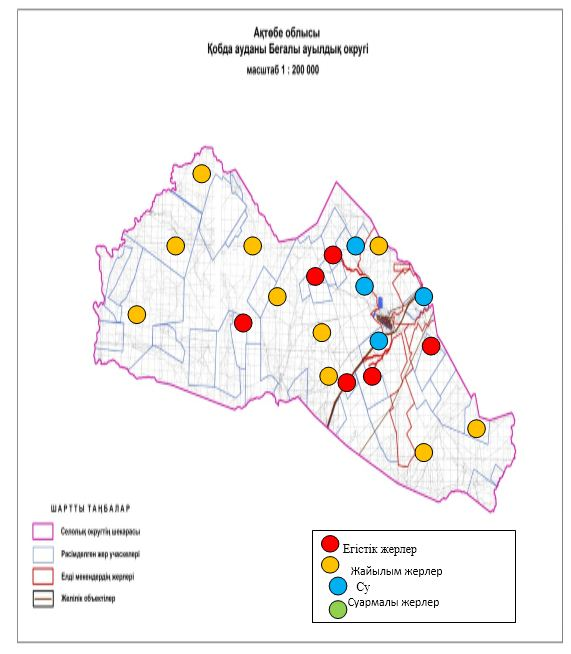 Ақтөбе облысы
Қобда ауданы Бегалы ауылдық округі
масштаб 1 : 200 000
ШАРТТЫ ТАҢБАЛАР
Селолық округтің шекарасы
Рәсімделген жер учаскелері
Елді мекендердің жерлері
Желілік объектілер
Егістік жерлер
Жайылым жерлер
Су
Суармалы жерлер